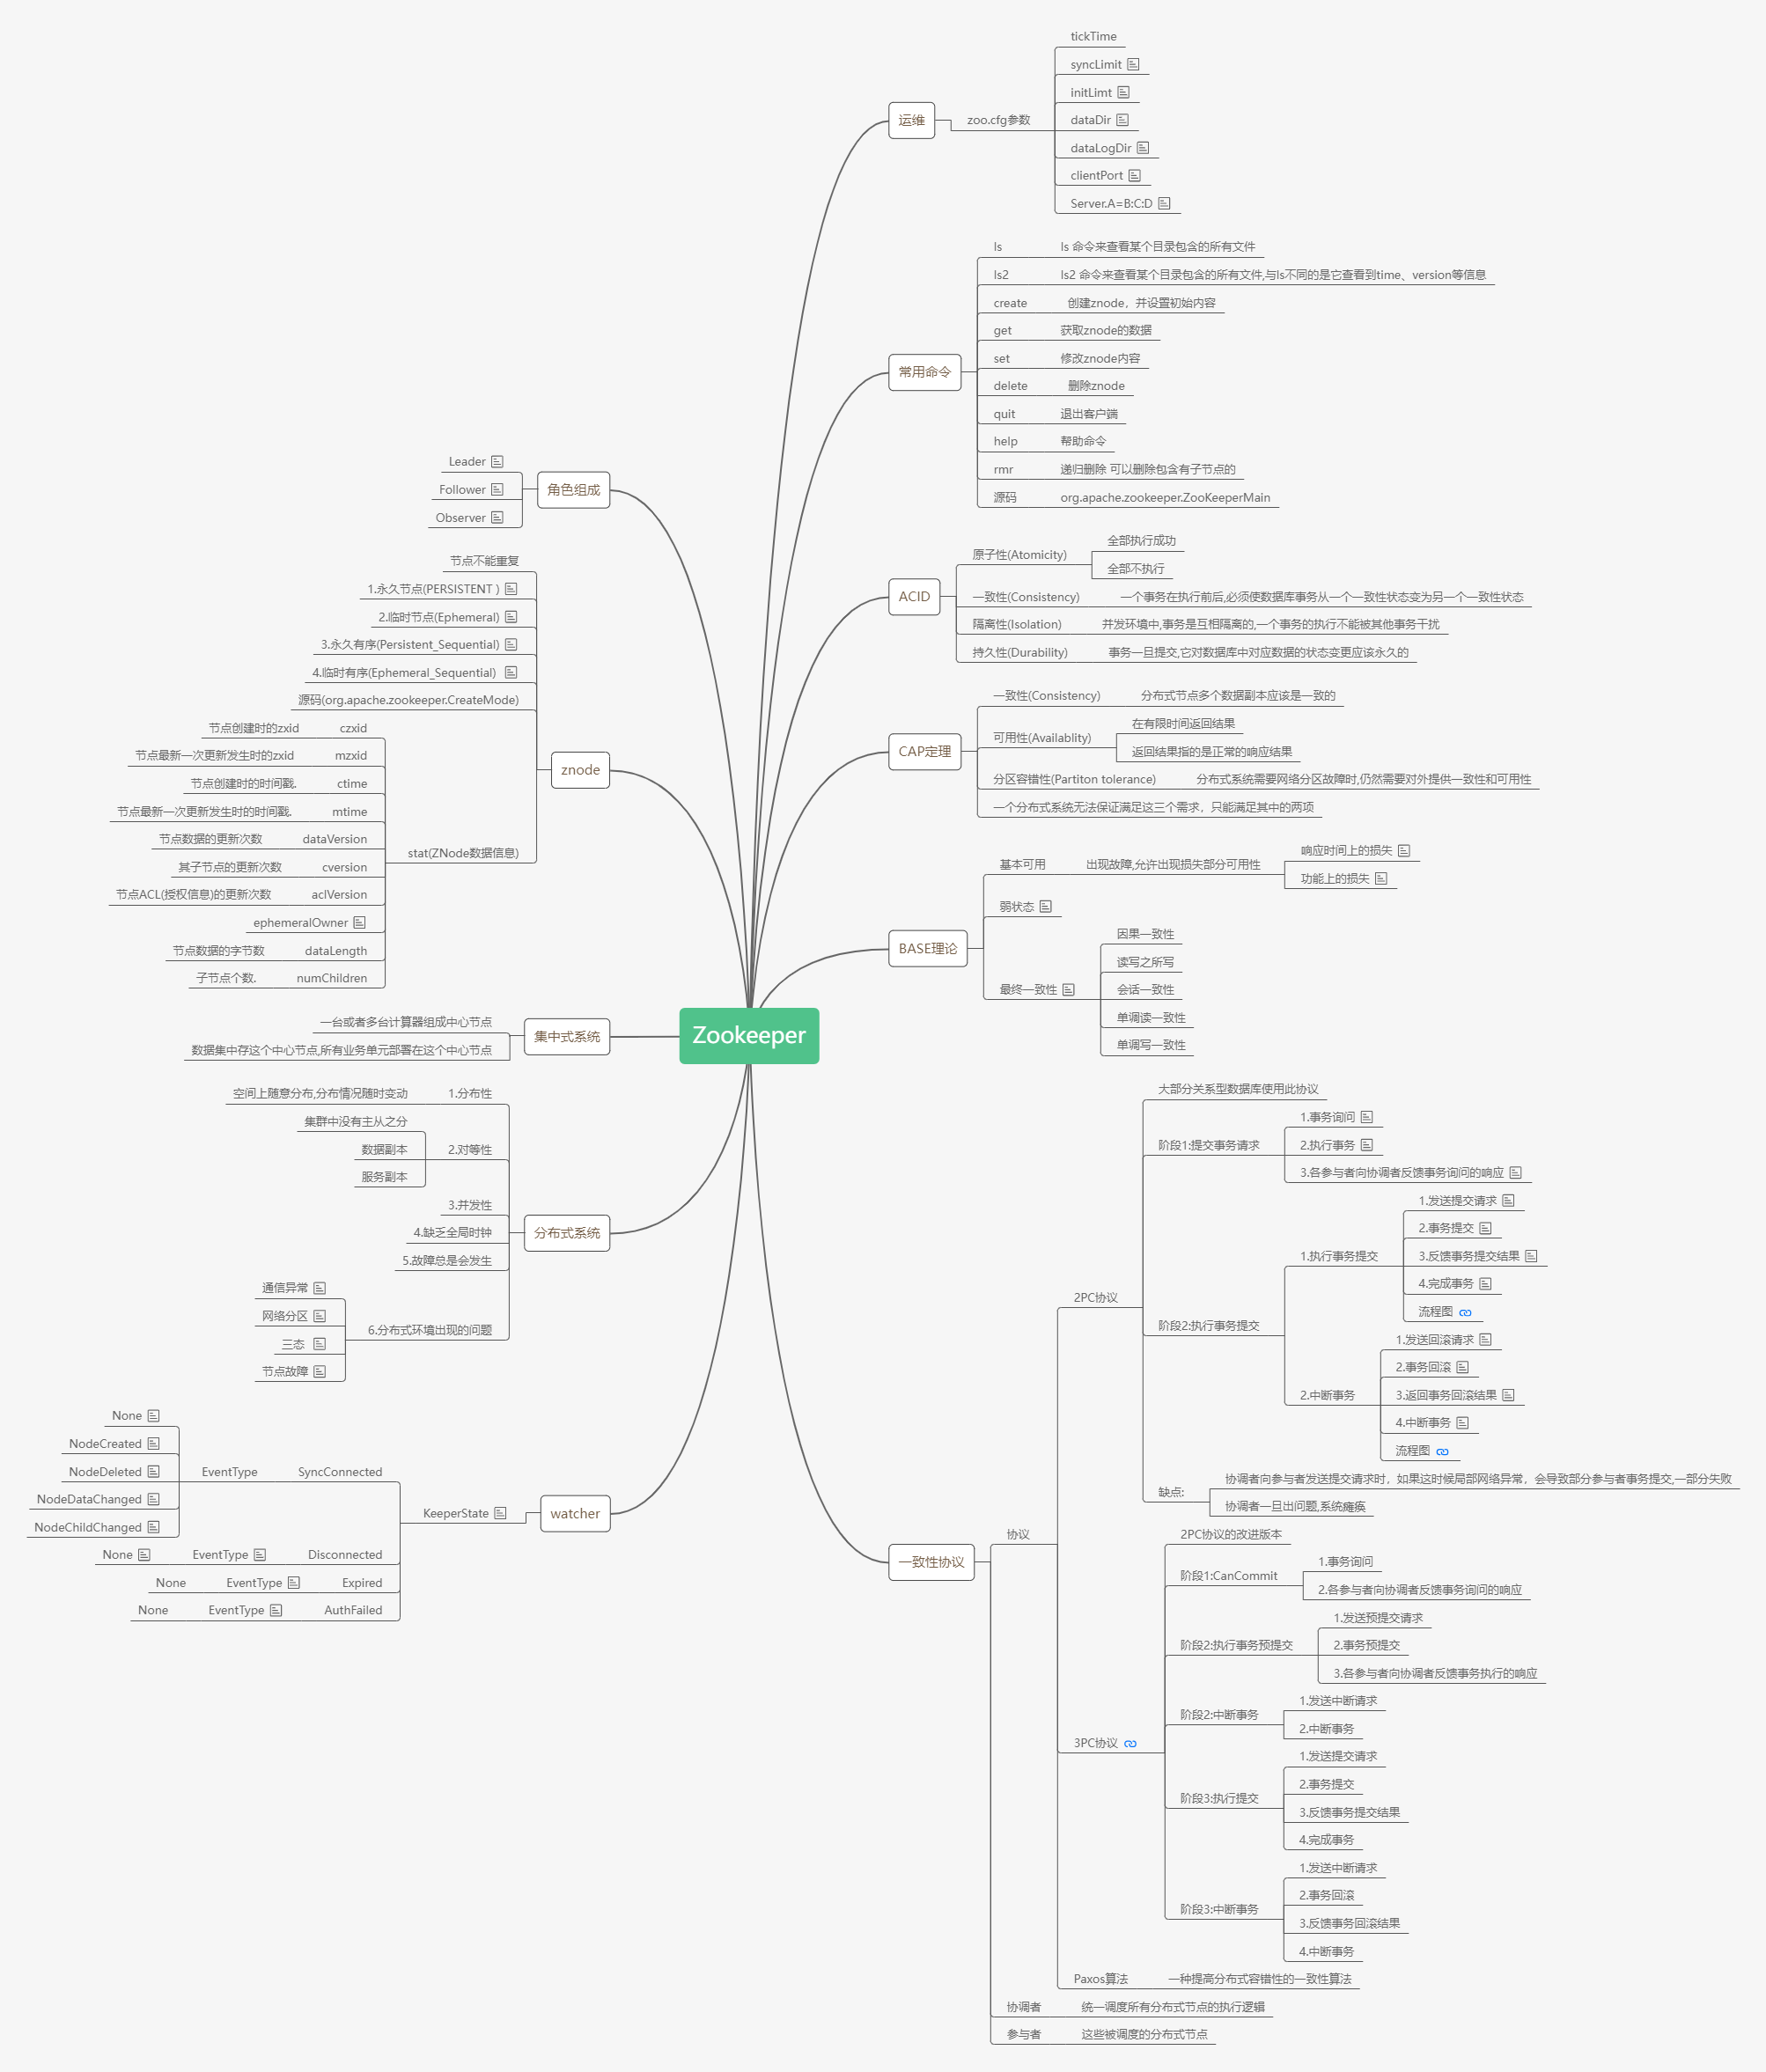 Zookeeper
运维
zoo.cfg参数
tickTime
syncLimit
initLimt
dataDir
dataLogDir
clientPort
Server.A=B:C:D
常用命令
ls
ls 命令来查看某个目录包含的所有文件
ls2
ls2 命令来查看某个目录包含的所有文件,与ls不同的是它查看到time、version等信息
create
创建znode，并设置初始内容
get
获取znode的数据
set
修改znode内容
delete
删除znode
quit
退出客户端
help
帮助命令
rmr
递归删除 可以删除包含有子节点的
源码
org.apache.zookeeper.ZooKeeperMain
ACID
原子性(Atomicity)
全部执行成功
全部不执行
一致性(Consistency)
一个事务在执行前后,必须使数据库事务从一个一致性状态变为另一个一致性状态
隔离性(Isolation)
并发环境中,事务是互相隔离的,一个事务的执行不能被其他事务干扰
持久性(Durability)
事务一旦提交,它对数据库中对应数据的状态变更应该永久的
CAP定理
一致性(Consistency)
分布式节点多个数据副本应该是一致的
可用性(Availablity)
在有限时间返回结果
返回结果指的是正常的响应结果
分区容错性(Partiton tolerance)
分布式系统需要网络分区故障时,仍然需要对外提供一致性和可用性
一个分布式系统无法保证满足这三个需求，只能满足其中的两项
BASE理论
基本可用
出现故障,允许出现损失部分可用性
响应时间上的损失
功能上的损失
弱状态
最终一致性
因果一致性
读写之所写
会话一致性
单调读一致性
单调写一致性
一致性协议
协议
2PC协议
大部分关系型数据库使用此协议
阶段1:提交事务请求
1.事务询问
2.执行事务
3.各参与者向协调者反馈事务询问的响应
阶段2:执行事务提交
1.执行事务提交
1.发送提交请求
2.事务提交
3.反馈事务提交结果
4.完成事务
流程图
2.中断事务
1.发送回滚请求
2.事务回滚
3.返回事务回滚结果
4.中断事务
流程图
缺点:
协调者向参与者发送提交请求时，如果这时候局部网络异常，会导致部分参与者事务提交,一部分失败
协调者一旦出问题,系统瘫痪
3PC协议
2PC协议的改进版本
阶段1:CanCommit
1.事务询问
2.各参与者向协调者反馈事务询问的响应
阶段2:执行事务预提交
1.发送预提交请求
2.事务预提交
3.各参与者向协调者反馈事务执行的响应
阶段2:中断事务
1.发送中断请求
2.中断事务
阶段3:执行提交
1.发送提交请求
2.事务提交
3.反馈事务提交结果
4.完成事务
阶段3:中断事务
1.发送中断请求
2.事务回滚
3.反馈事务回滚结果
4.中断事务
Paxos算法
一种提高分布式容错性的一致性算法
协调者
统一调度所有分布式节点的执行逻辑
参与者
这些被调度的分布式节点
角色组成
Leader
Follower
Observer
znode
节点不能重复
1.永久节点(PERSISTENT )
2.临时节点(Ephemeral)
3.永久有序(Persistent_Sequential)
4.临时有序(Ephemeral_Sequential)
源码(org.apache.zookeeper.CreateMode)
stat(ZNode数据信息)
czxid
节点创建时的zxid
mzxid
节点最新一次更新发生时的zxid
ctime
节点创建时的时间戳.
mtime
节点最新一次更新发生时的时间戳.
dataVersion
节点数据的更新次数
cversion
其子节点的更新次数
aclVersion
节点ACL(授权信息)的更新次数
ephemeralOwner
dataLength
节点数据的字节数
numChildren
子节点个数.
集中式系统
一台或者多台计算器组成中心节点
数据集中存这个中心节点,所有业务单元部署在这个中心节点
分布式系统
1.分布性
空间上随意分布,分布情况随时变动
2.对等性
集群中没有主从之分
数据副本
服务副本
3.并发性
4.缺乏全局时钟
5.故障总是会发生
6.分布式环境出现的问题
通信异常
网络分区
三态
节点故障
watcher
KeeperState
SyncConnected
EventType
None
NodeCreated
NodeDeleted
NodeDataChanged
NodeChildChanged
Disconnected
EventType
None
Expired
EventType
None
AuthFailed
EventType
None